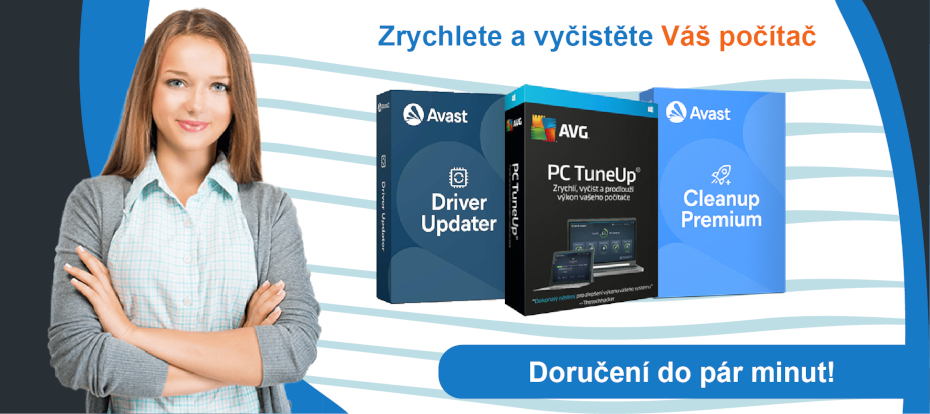 Zrychlete a vyčistěte Váš počítač
Avast
Driver
Updater
Driver Updater
AVG
PC TuneUp
Zrychlí, vyčistí a prodlouží
výkon vašeho počítače
PC TuneUp
"Dokonalý nástroj pro zlepšení výkonu vašeho systému"
Avast
Cleanup
Premium
Doručení do pár minut!